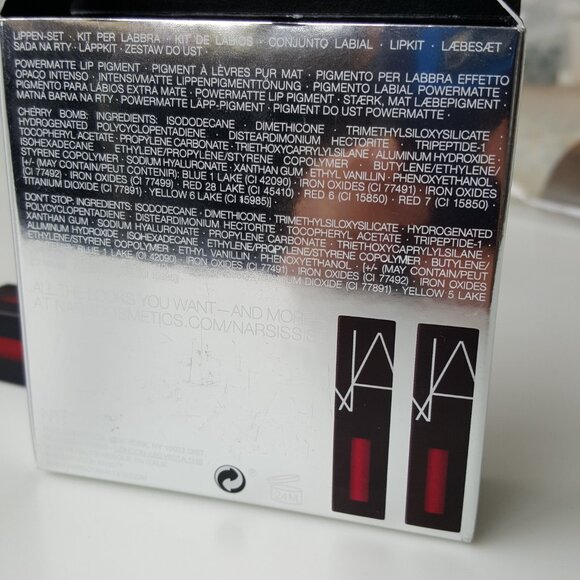 LIPPEN-SET · KIT PER LABBRA · KIT DE LABIOS · CONJUNTO LABIAL · LIPKIT · LÆBESÆT
SADA NA RTY · LÄPPKIT · ZESTAW DO UST
POWERMATTE LIP PIGMENT · PIGMENT À LÈVRES PUR MAT · PIGMENTO PER LABBRA EFFETTO
OPACO INTENSO · INTENSIVMATTE LIPPENPIGMENTTÖNUNG · PIGMENTO LABIAL POWERMATTE
PIGMENTO PARA LÁBIOS EXTRA MATE · POWERMATTE LIP PIGMENT · STÆRK, MAT LÆBEPIGMENT
MATNÁ BARVA NA RTY · POWERMATTE LÄPP-PIGMENT · PIGMENT DO UST POWERMATTE
CHERRY BOMB: INGREDIENTS: ISODODECANE · DIMETHICONE · TRIMETHYLSILOXYSILICATE
HYDROGENATED POLYCYCLOPENTADIENE · DISTEARDIMONIUM HECTORITE · TRIPEPTIDE-1 ·
TOCOPHERYL ACETATE · PROPYLENE CARBONATE · TRIETHOXYCAPRYLYLSILANE · ALUMINUM HYDROXIDE ·
ISOHEXADECANE · ETHYLENE/PROPYLENE/STYRENE COPOLYMER · BUTYLENE/ETHYLENE/
STYRENE COPOLYMER · SODIUM HYALURONATE · XANTHAN GUM · ETHYL VANILLIN · PHENOXYETHANOL ·
[+/- (MAY CONTAIN/PEUT CONTENIR): BLUE 1 LAKE (CI 42090) · IRON OXIDES (CI 77491) · IRON OXIDES
(CI 77492) · IRON OXIDES (CI 77499) · RED 28 LAKE (CI 45410) · RED 6 (CI 15850) · RED 7 (CI 15850) ·
TITANIUM DIOXIDE (CI 77891) · YELLOW 6 LAKE (CI 15985)].
DON'T STOP: INGREDIENTS: ISODODECANE · DIMETHICONE · TRIMETHYLSILOXYSILICATE · HYDROGENATED
POLYCYCLOPENTADIENE · DISTEARDIMONIUM HECTORITE · TOCOPHERYL ACETATE · TRIPEPTIDE-1 ·
XANTHAN GUM · SODIUM HYALURONATE · PROPYLENE CARBONATE · TRIETHOXYCAPRYLYLSILANE ·
ALUMINUM HYDROXIDE · ISOHEXADECANE · ETHYLENE/PROPYLENE/STYRENE COPOLYMER · BUTYLENE/
ETHYLENE/STYRENE COPOLYMER · ETHYL VANILLIN · PHENOXYETHANOL · [+/- (MAY CONTAIN/PEUT
BLUE 1 LAKE (CI 42090) · IRON OXIDES (CI 77491) · IRON OXIDES (CI 77492) ·
DIOXIDE (CI 77891) · YELLOW 5 LAKE
ALL THE YOU WANT—AND MORE
AT NARSCOSMETICS.COM/NARSISSIST
NARS
NARS
24M